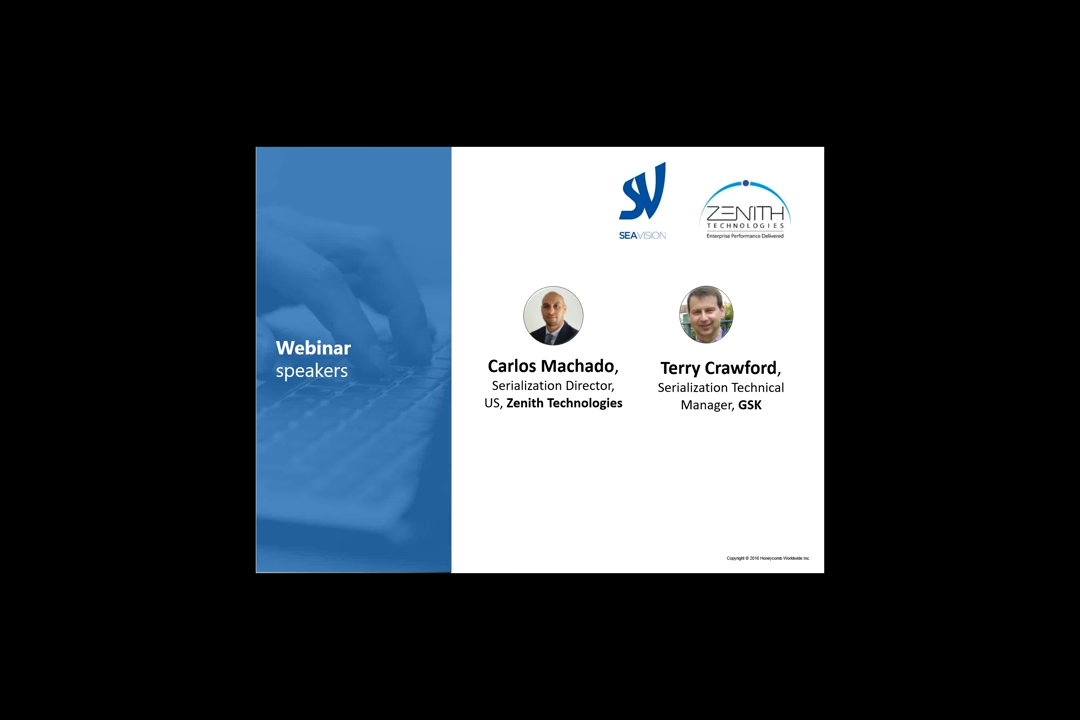 SV
SEAVISION
ZENITH
TECHNOLOGIES
Enterprise Performance Delivered
Webinar
speakers
Carlos Machado,
Serialization Director,
US, Zenith Technologies
Terry Crawford,
Serialization Technical
Manager, GSK
Copyright © 2016 Honeycomb Worldwide Inc